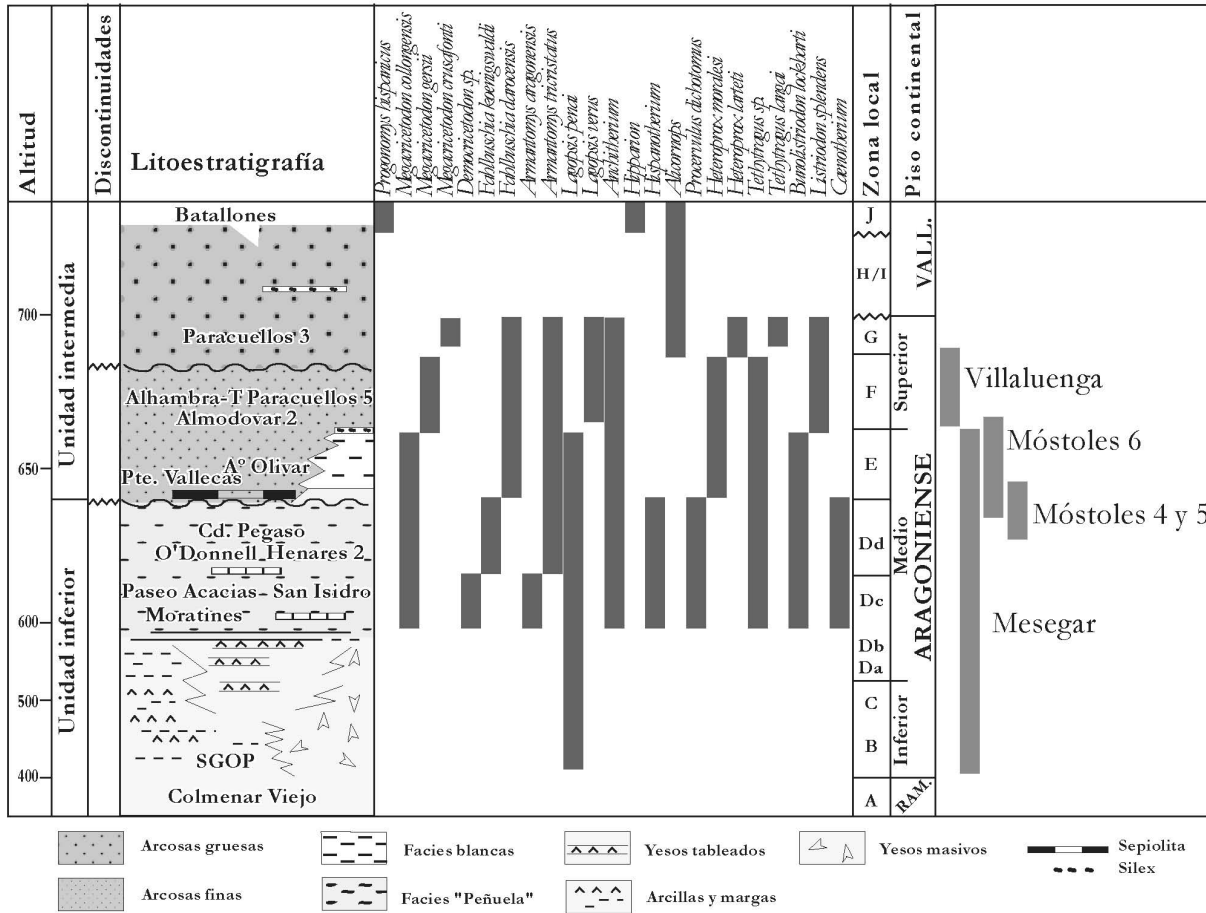 Altitud
Discontinuidades
Litoestratigrafía
Progonomys hispanicus
Megacricetodon collongensis
Megacricetodon gersii
Megacricetodon crusafonti
Democricetodon sp.
Fahlbuschia koenigswaldi
Fahlbuschia darocensis
Armantomys aragonensis
Armantomys tricristatus
Lagopsis penai
Lagopsis verus
Anchitherium
Hipparion
Hispanotherium
Alicornops
Procervulus dichotomus
Heteroprox moralesi
Heteroprox larteti
Tethytragus sp.
Tethytragus langai
Bunolistriodon lockharti
Listriodon splendens
Cainotherium
Zona local
Piso continental
700
650
600
500
400
Unidad intermedia
Unidad inferior
Batallones
Paracuellos 3
Alhambra-T Paracuellos 5
Almodovar 2
Aº Olivar
Pte. Vallecas
Cd. Pegaso
O'Donnell Henares 2
Paseo Acacias- San Isidro
Moratines
SGOP
Colmenar Viejo
J
H/I
G
F
E
Dd
Dc
Db
Da
C
B
A
VALL.
Superior
Medio
Inferior
ARAGONIENSE
RAM.
Villaluenga
Móstoles 6
Móstoles 4 y 5
Mesegar
Arcosas gruesas
Facies blancas
Yesos tableados
Yesos masivos
Sepiolita
Silex
Arcosas finas
Facies "Peñuela"
Arcillas y margas